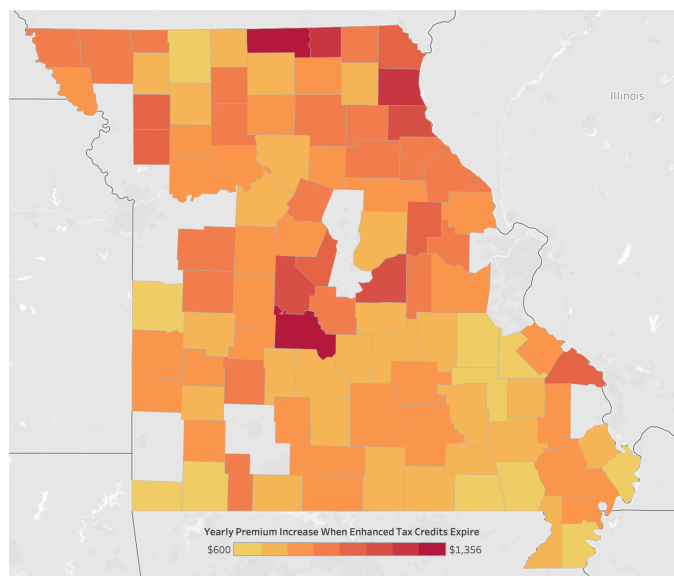 Illinois
Yearly Premium Increase When Enhanced Tax Credits Expire
$600 $1,356